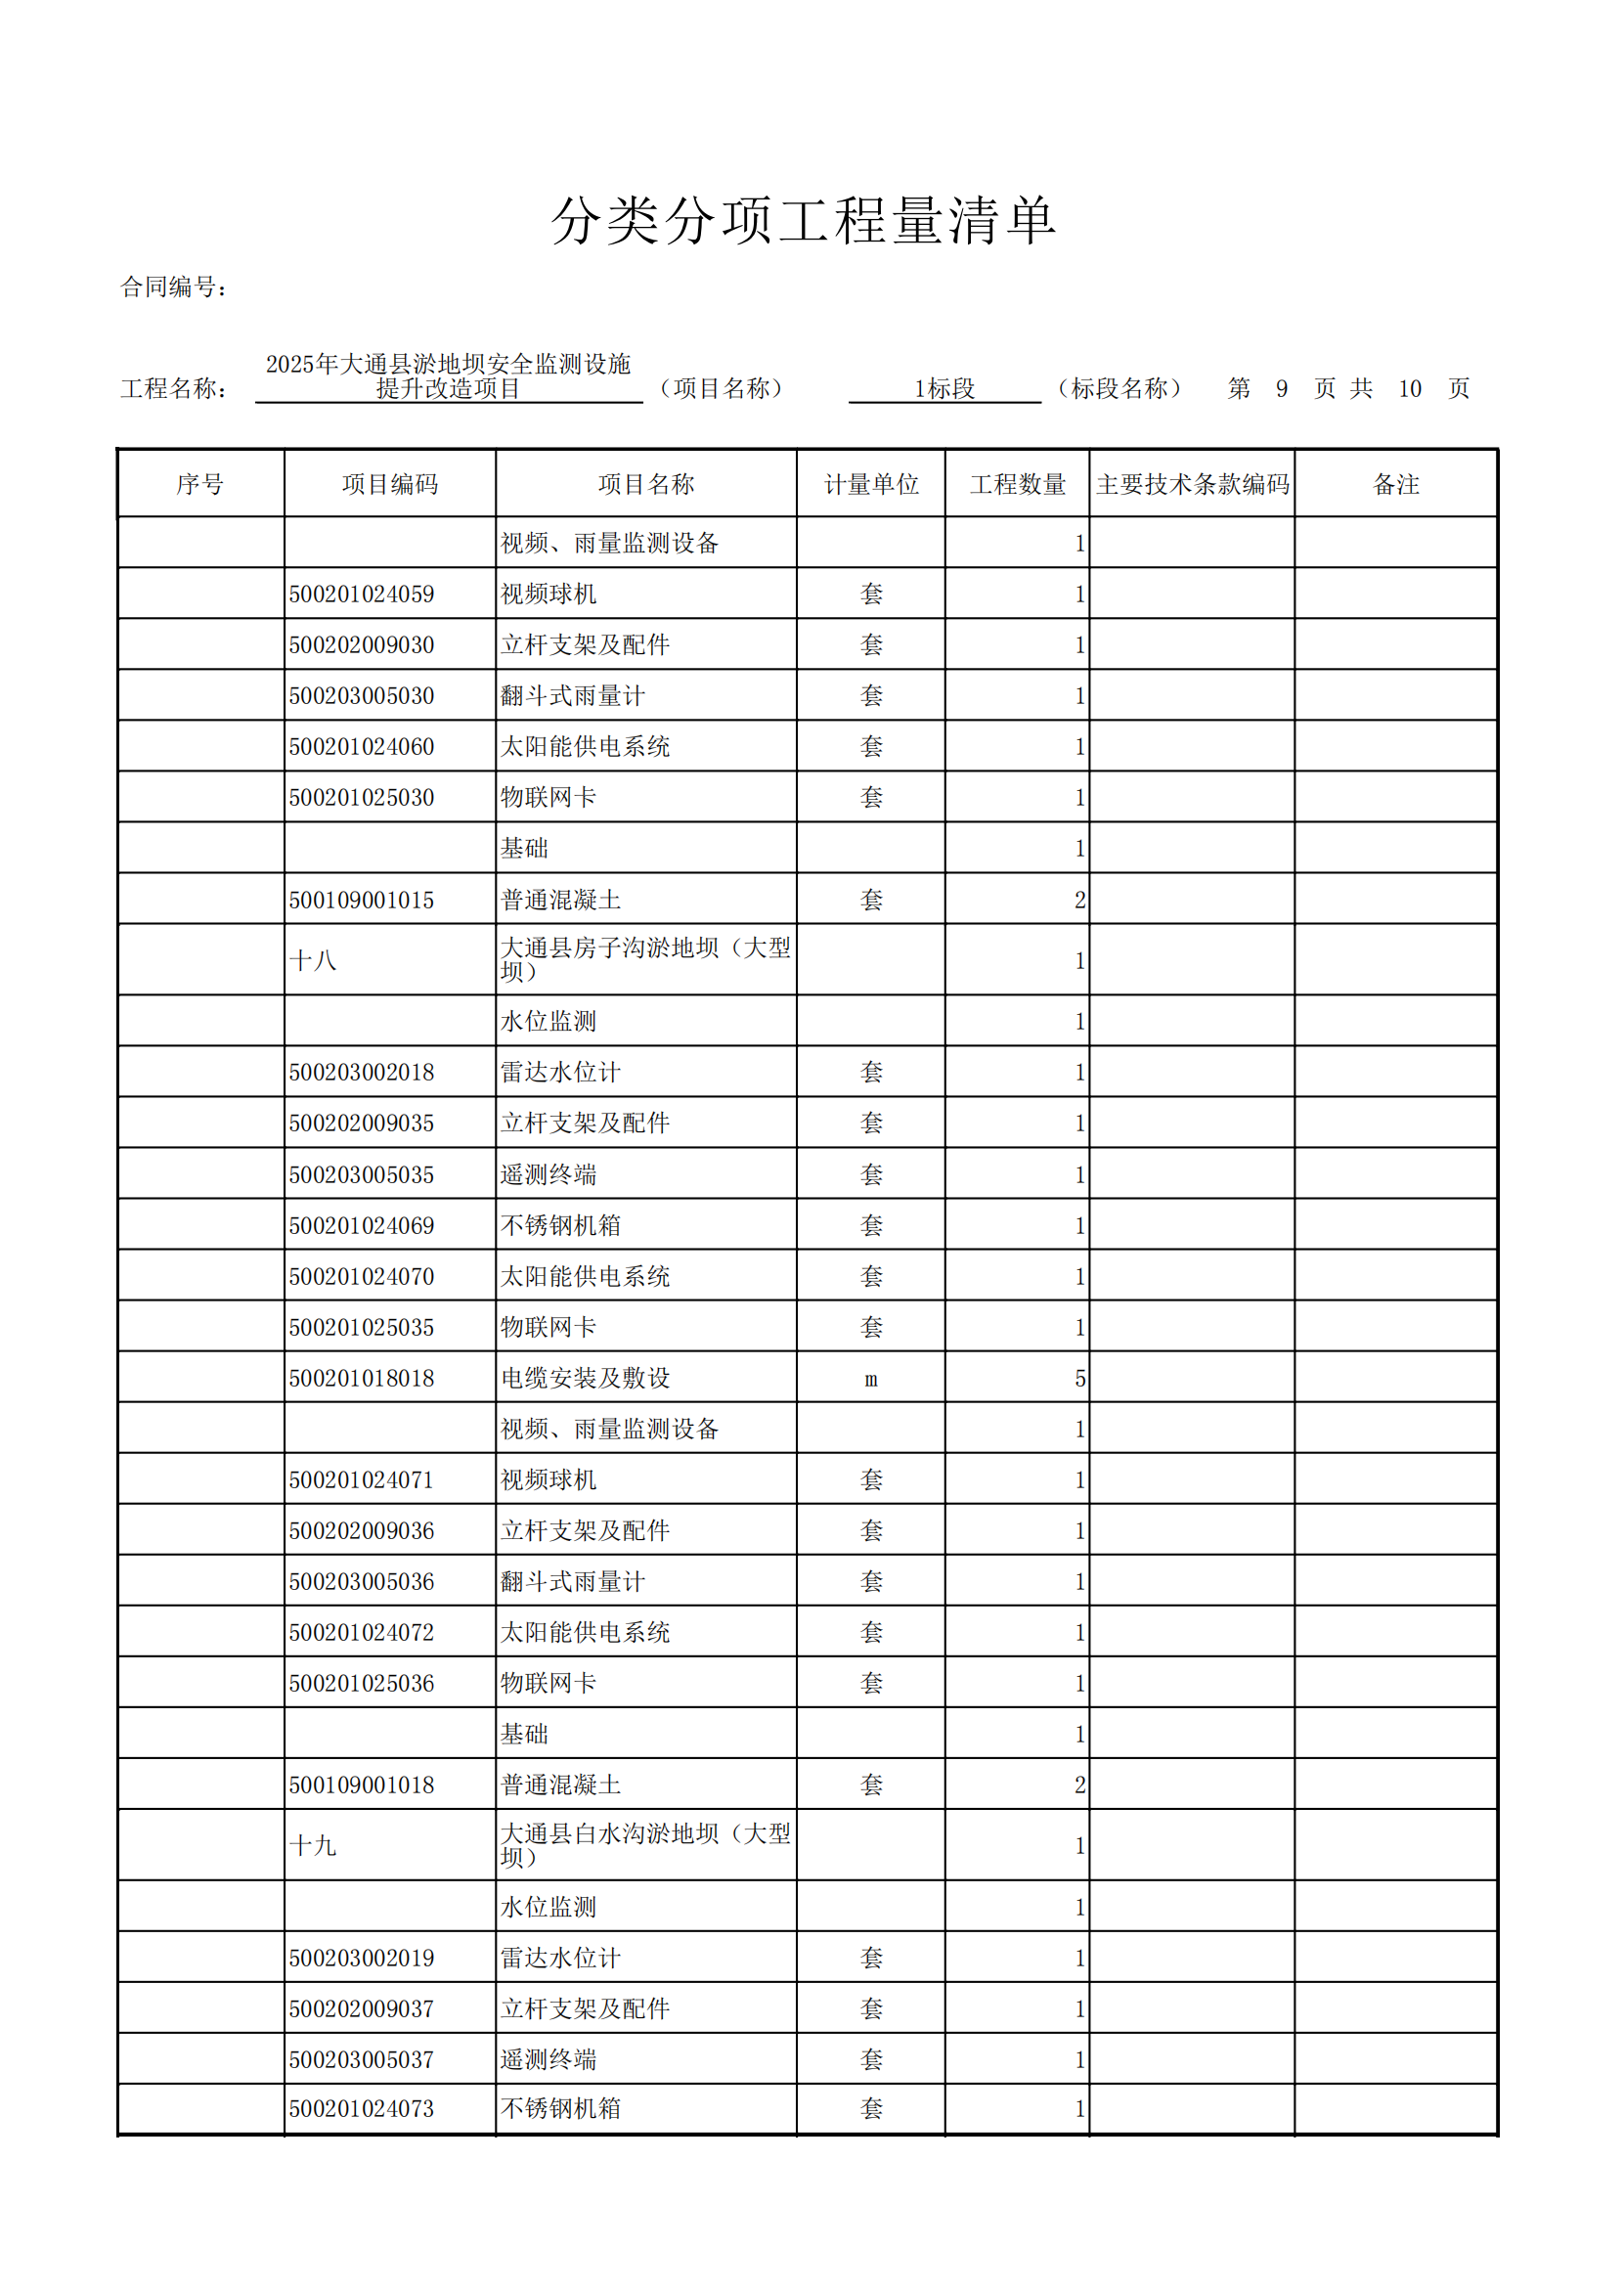 分类分项工程量清单
合同编号：
2025年大通县淤地坝安全监测设施
工程名称： 提升改造项目 （项目名称） 1标段 （标段名称） 第 9 页 共 10 页
序号 项目编码 项目名称 计量单位 工程数量 主要技术条款编码 备注
视频、雨量监测设备 1
500201024059 视频球机 套 1
500202009030 立杆支架及配件 套 1
500203005030 翻斗式雨量计 套 1
500201024060 太阳能供电系统 套 1
500201025030 物联网卡 套 1
基础 1
500109001015 普通混凝土 套 2
十八 大通县房子沟淤地坝（大型
坝） 1
水位监测 1
500203002018 雷达水位计 套 1
500202009035 立杆支架及配件 套 1
500203005035 遥测终端 套 1
500201024069 不锈钢机箱 套 1
500201024070 太阳能供电系统 套 1
500201025035 物联网卡 套 1
500201018018 电缆安装及敷设 m 5
视频、雨量监测设备 1
500201024071 视频球机 套 1
500202009036 立杆支架及配件 套 1
500203005036 翻斗式雨量计 套 1
500201024072 太阳能供电系统 套 1
500201025036 物联网卡 套 1
基础 1
500109001018 普通混凝土 套 2
十九 大通县白水沟淤地坝（大型
坝） 1
水位监测 1
500203002019 雷达水位计 套 1
500202009037 立杆支架及配件 套 1
500203005037 遥测终端 套 1
500201024073 不锈钢机箱 套 1